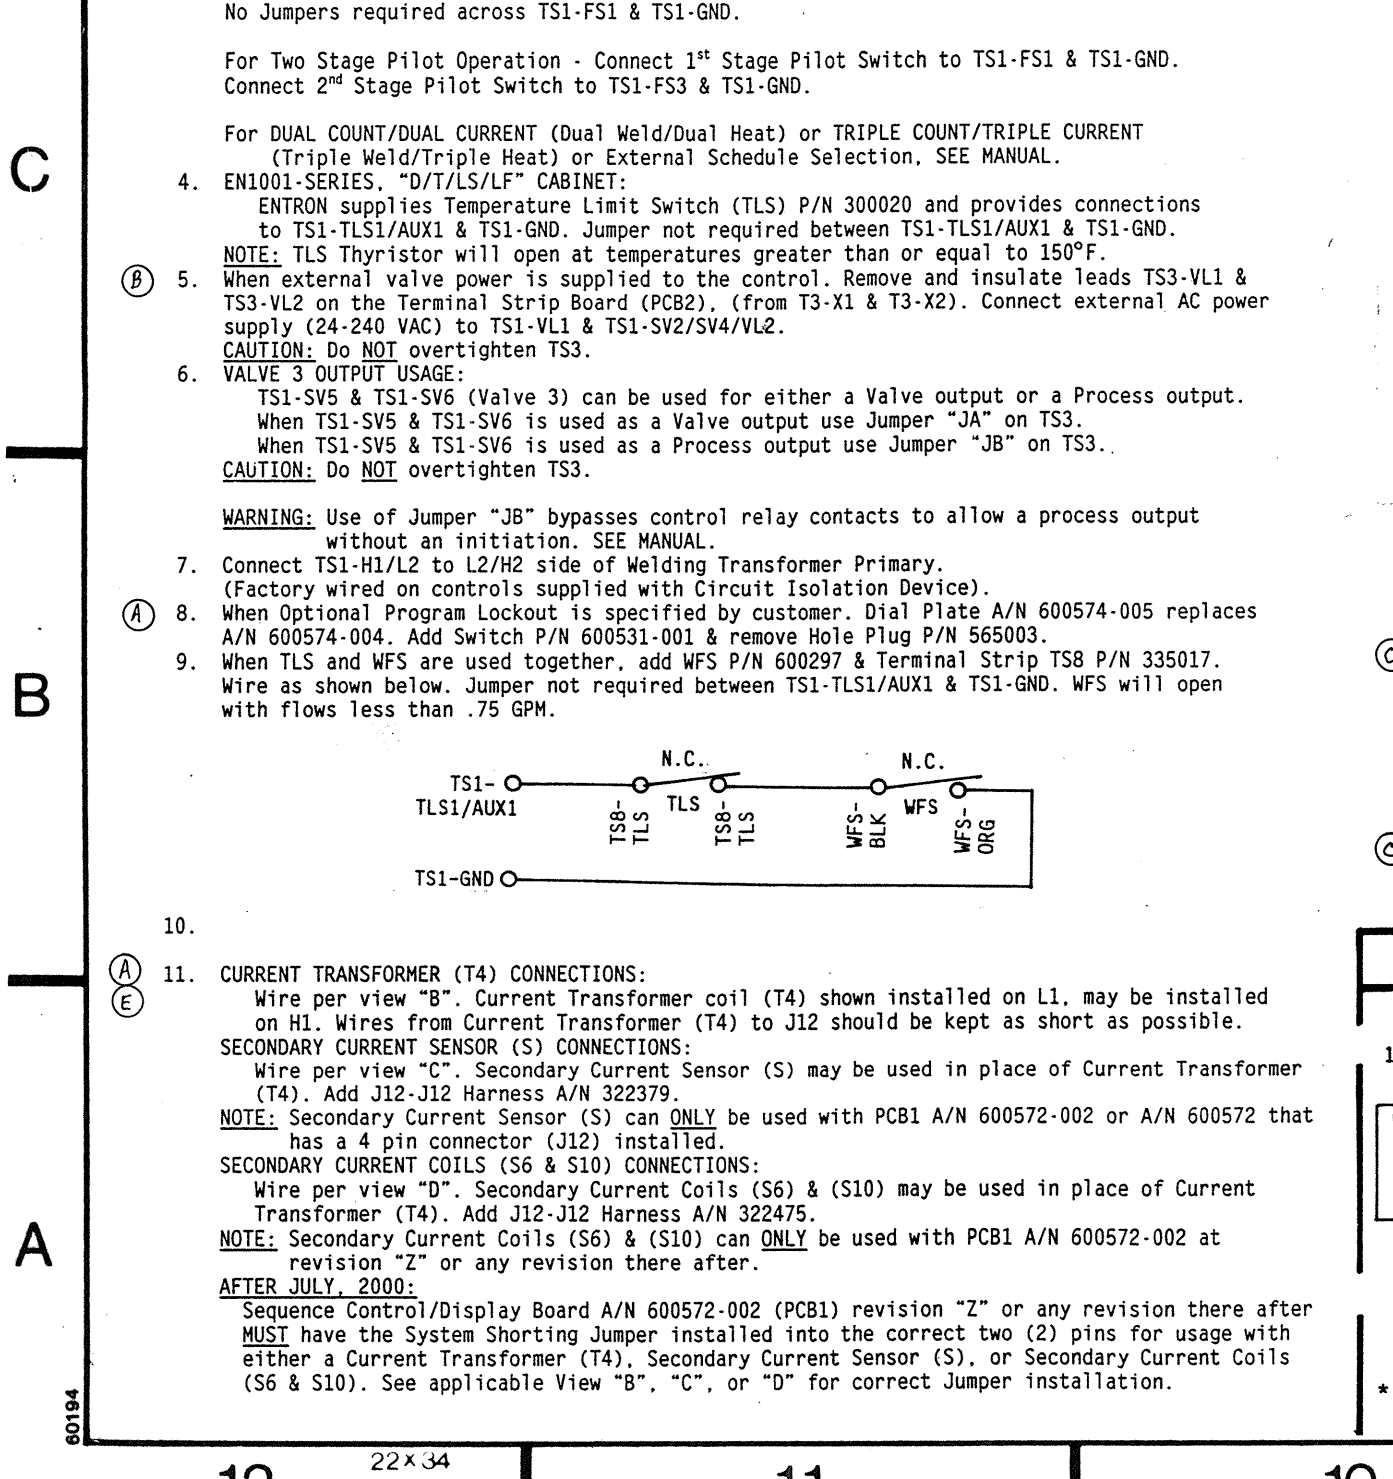 No Jumpers required across TS1-FS1 & TS1-GND.
For Two Stage Pilot Operation - Connect 1st Stage Pilot Switch to TS1-FS1 & TS1-GND.
Connect 2nd Stage Pilot Switch to TS1-FS3 & TS1-GND.
For DUAL COUNT/DUAL CURRENT (Dual Weld/Dual Heat) or TRIPLE COUNT/TRIPLE CURRENT
(Triple Weld/Triple Heat) or External Schedule Selection, SEE MANUAL.
C
4. EN1001-SERIES, "D/T/LS/LF" CABINET:
ENTRON supplies Temperature Limit Switch (TLS) P/N 300020 and provides connections
to TS1-TLS1/AUX1 & TS1-GND. Jumper not required between TS1-TLS1/AUX1 & TS1-GND.
NOTE: TLS Thyristor will open at temperatures greater than or equal to 150°F.
B 5. When external valve power is supplied to the control. Remove and insulate leads TS3-VL1 &
TS3-VL2 on the Terminal Strip Board (PCB2), (from T3-X1 & T3-X2). Connect external AC power
supply (24-240 VAC) to TS1-VL1 & TS1-SV2/SV4/VL2.
CAUTION: Do NOT overtighten TS3.
6. VALVE 3 OUTPUT USAGE:
TS1-SV5 & TS1-SV6 (Valve 3) can be used for either a Valve output or a Process output.
When TS1-SV5 & TS1-SV6 is used as a Valve output use Jumper "JA" on TS3.
When TS1-SV5 & TS1-SV6 is used as a Process output use Jumper "JB" on TS3.
CAUTION: Do NOT overtighten TS3.
WARNING: Use of Jumper "JB" bypasses control relay contacts to allow a process output
without an initiation. SEE MANUAL.
7. Connect TS1-H1/L2 to L2/H2 side of Welding Transformer Primary.
(Factory wired on controls supplied with Circuit Isolation Device).
A 8. When Optional Program Lockout is specified by customer. Dial Plate A/N 600574-005 replaces
A/N 600574-004. Add Switch P/N 600531-001 & remove Hole Plug P/N 565003.
9. When TLS and WFS are used together, add WFS P/N 600297 & Terminal Strip TS8 P/N 335017.
Wire as shown below. Jumper not required between TS1-TLS1/AUX1 & TS1-GND. WFS will open
with flows less than .75 GPM.
B
N.C. N.C.
TS1-
TLS1/AUX1
TS8-
TLS
TLS
TS8-
TLS
WFS-
BLK
WFS
WFS-
ORG
TS1-GND
10.
A
E
11. CURRENT TRANSFORMER (T4) CONNECTIONS:
Wire per view "B". Current Transformer coil (T4) shown installed on L1, may be installed
on H1. Wires from Current Transformer (T4) to J12 should be kept as short as possible.
SECONDARY CURRENT SENSOR (S) CONNECTIONS:
Wire per view "C". Secondary Current Sensor (S) may be used in place of Current Transformer
(T4). Add J12-J12 Harness A/N 322379.
NOTE: Secondary Current Sensor (S) can ONLY be used with PCB1 A/N 600572-002 or A/N 600572 that
has a 4 pin connector (J12) installed.
SECONDARY CURRENT COILS (S6 & S10) CONNECTIONS:
Wire per view "D". Secondary Current Coils (S6) & (S10) may be used in place of Current
Transformer (T4). Add J12-J12 Harness A/N 322475.
NOTE: Secondary Current Coils (S6) & (S10) can ONLY be used with PCB1 A/N 600572-002 at
revision "Z" or any revision there after.
A
AFTER JULY, 2000:
Sequence Control/Display Board A/N 600572-002 (PCB1) revision "Z" or any revision there after
MUST have the System Shorting Jumper installed into the correct two (2) pins for usage with
either a Current Transformer (T4), Secondary Current Sensor (S), or Secondary Current Coils
(S6 & S10). See applicable View "B", "C", or "D" for correct Jumper installation.
60194
*
22 x 34
12 11 10